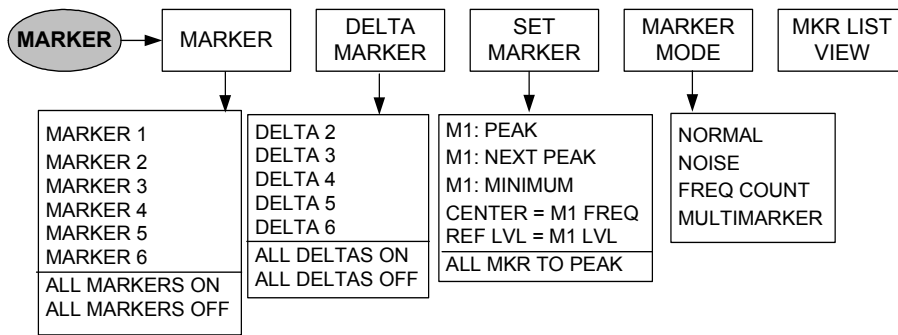 MARKER
MARKER
DELTA
MARKER
SET
MARKER
MARKER
MODE
MKR LIST
VIEW
MARKER 1
MARKER 2
MARKER 3
MARKER 4
MARKER 5
MARKER 6
ALL MARKERS ON
ALL MARKERS OFF
DELTA 2
DELTA 3
DELTA 4
DELTA 5
DELTA 6
ALL DELTAS ON
ALL DELTAS OFF
M1: PEAK
M1: NEXT PEAK
M1: MINIMUM
CENTER = M1 FREQ
REF LVL = M1 LVL
ALL MKR TO PEAK
NORMAL
NOISE
FREQ COUNT
MULTIMARKER